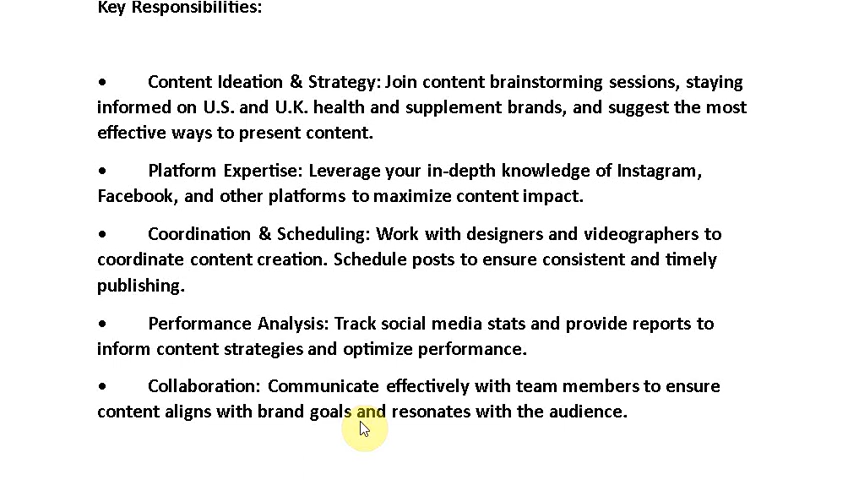 Key Responsibilities:
• Content Ideation & Strategy: Join content brainstorming sessions, staying
informed on U.S. and U.K. health and supplement brands, and suggest the most
effective ways to present content.
• Platform Expertise: Leverage your in-depth knowledge of Instagram,
Facebook, and other platforms to maximize content impact.
• Coordination & Scheduling: Work with designers and videographers to
coordinate content creation. Schedule posts to ensure consistent and timely
publishing.
• Performance Analysis: Track social media stats and provide reports to
inform content strategies and optimize performance.
• Collaboration: Communicate effectively with team members to ensure
content aligns with brand goals and resonates with the audience.